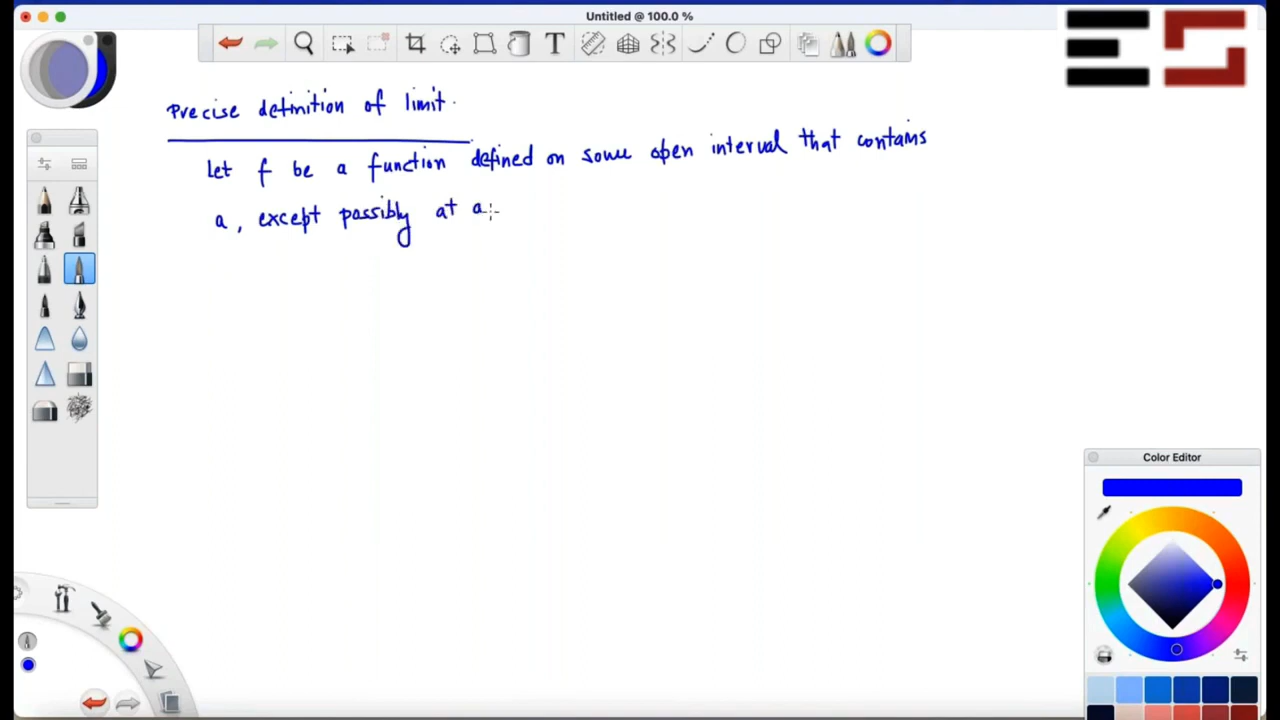 Untitled @ 100.0 %
ES
Precise definition of limit.
Let f be a function defined on some open interval that contains
a, except possibly at a
Color Editor